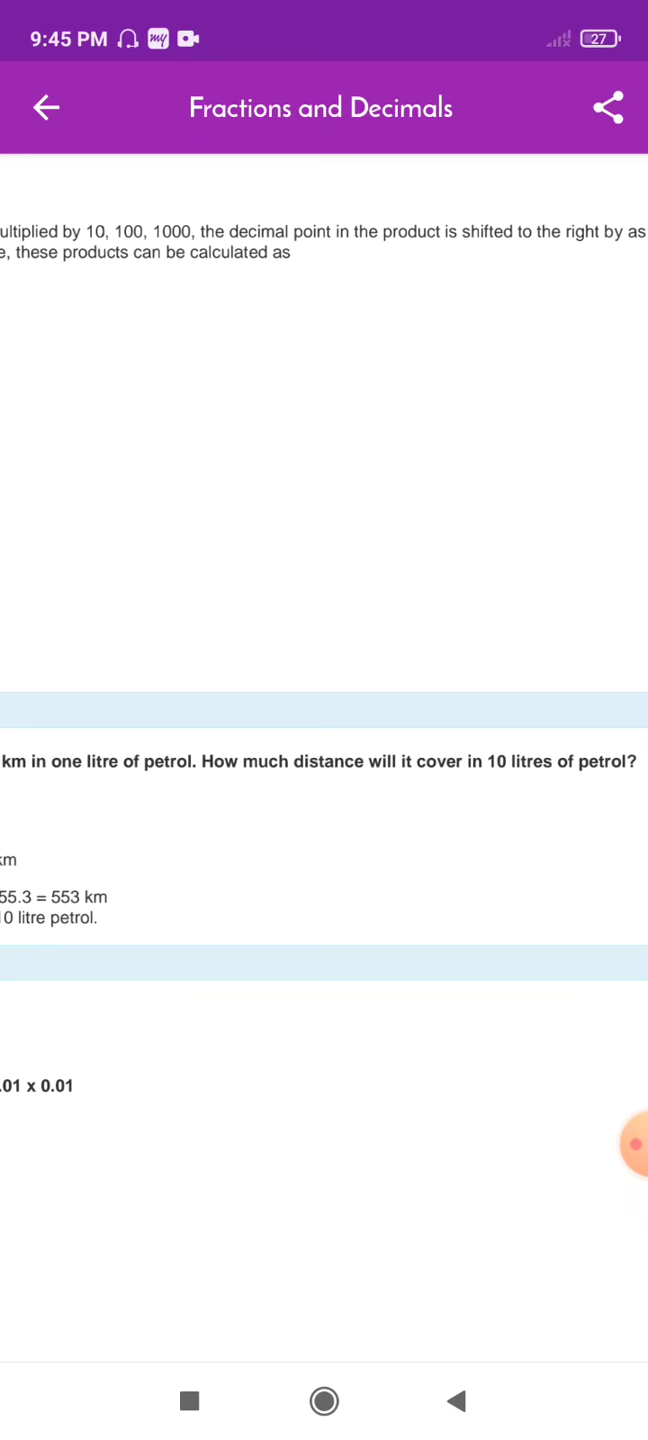 9:45 PM my 27
Fractions and Decimals
ultiplied by 10, 100, 1000, the decimal point in the product is shifted to the right by as
e, these products can be calculated as
km in one litre of petrol. How much distance will it cover in 10 litres of petrol?
km
55.3 = 553 km
10 litre petrol.
.01 x 0.01